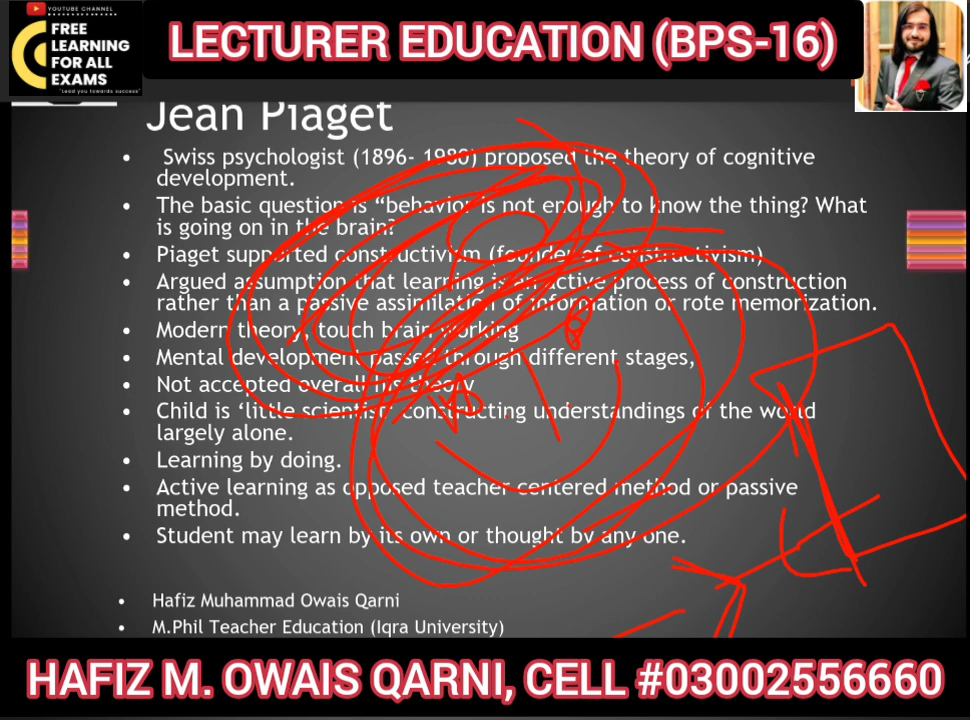 YOUTUBE CHANNEL
FREE
LEARNING
FOR ALL
EXAMS
"Lead you towards success"
LECTURER EDUCATION (BPS-16)
Jean Piaget
• Swiss psychologist (1896- 1980) proposed the theory of cognitive
development.
• The basic question is “behavior is not enough to know the thing? What
is going on in the brain?
• Piaget supported constructivism (founder of constructivism)
• Argued assumption that learning is an active process of construction
rather than a passive assimilation of information or rote memorization.
• Modern theory, touch brain working
• Mental development passed through different stages,
• Not accepted overall his theory
• Child is ‘little scientist’ constructing understandings of the world
largely alone.
• Learning by doing.
• Active learning as opposed teacher centered method or passive
method.
• Student may learn by its own or thought by any one.
• Hafiz Muhammad Owais Qarni
• M.Phil Teacher Education (Iqra University)
HAFIZ M. OWAIS QARNI, CELL #03002556660